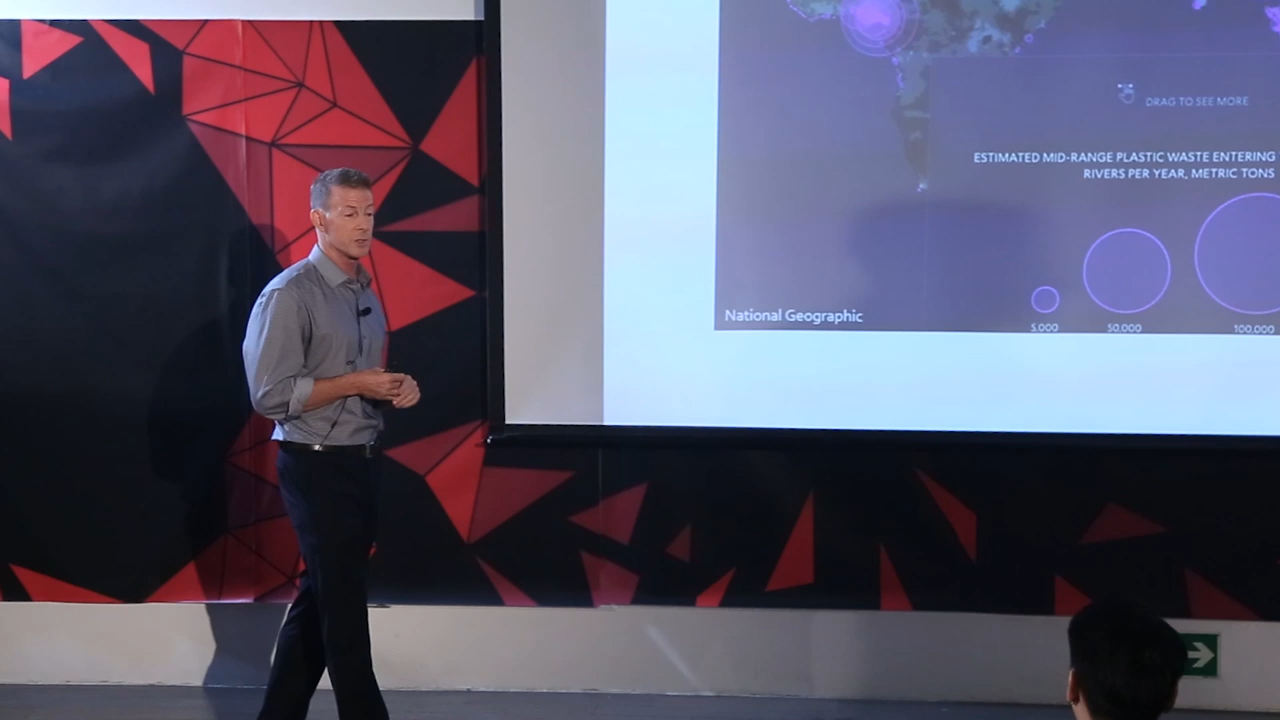 DRAG TO SEE MORE
ESTIMATED MID-RANGE PLASTIC WASTE ENTERING
RIVERS PER YEAR, METRIC TONS
National Geographic
5,000 50,000 100,000